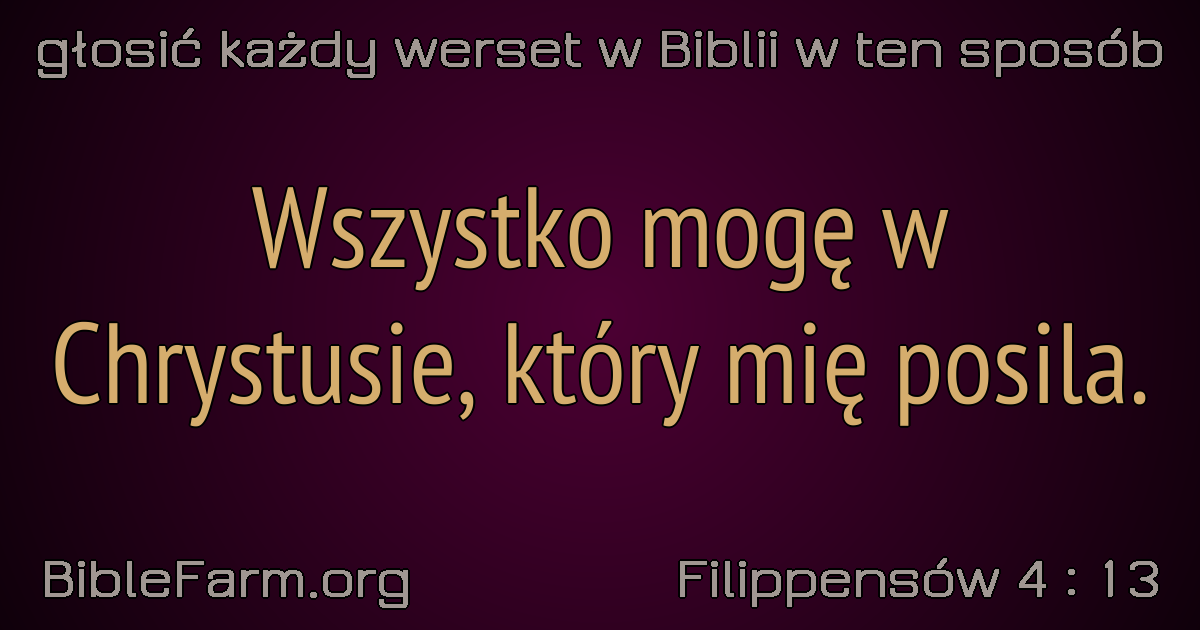 głosić każdy werset w Biblii w ten sposób
Wszystko mogę w
Chrystusie, który mię posila.
BibleFarm.org
Filippensów 4 : 13